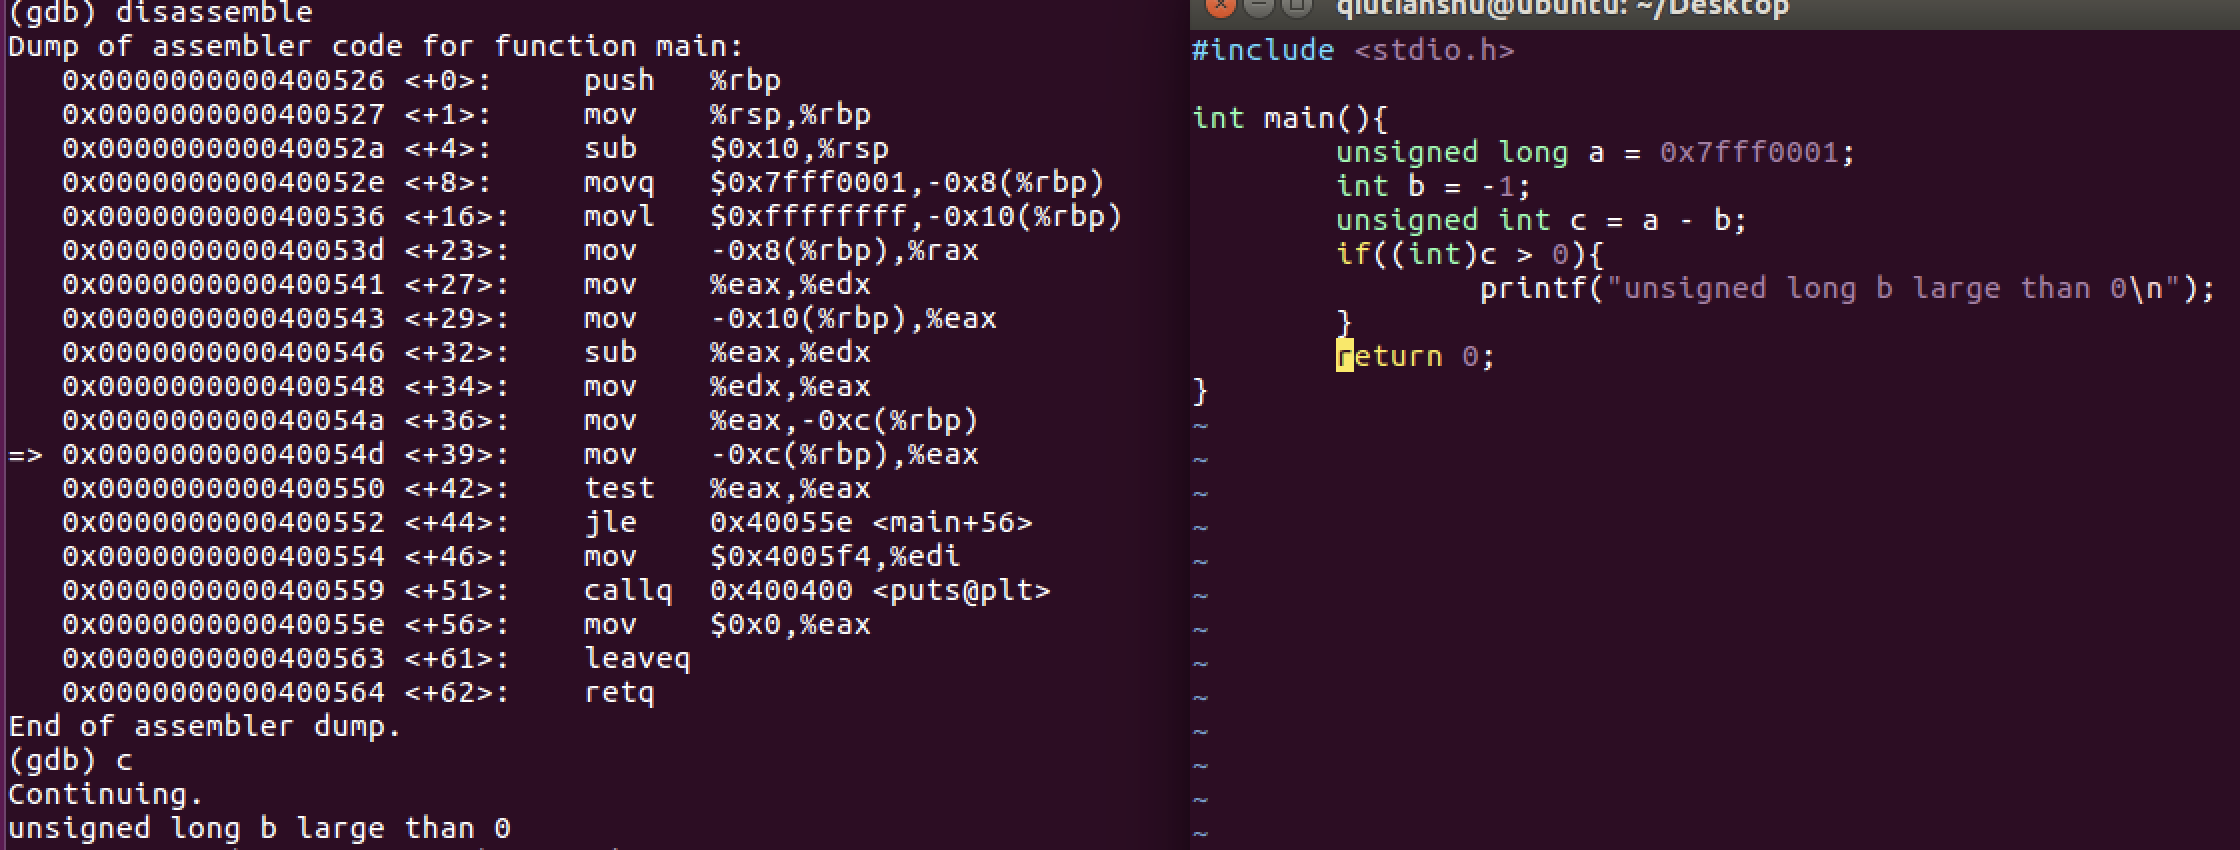 (gdb) disassemble
Dump of assembler code for function main:
   0x0000000000400526 <+0>:     push   %rbp
   0x0000000000400527 <+1>:     mov    %rsp,%rbp
   0x000000000040052a <+4>:     sub    $0x10,%rsp
   0x000000000040052e <+8>:     movq   $0x7fff0001,-0x8(%rbp)
   0x0000000000400536 <+16>:    movl   $0xffffffff,-0x10(%rbp)
   0x000000000040053d <+23>:    mov    -0x8(%rbp),%rax
   0x0000000000400541 <+27>:    mov    %eax,%edx
   0x0000000000400543 <+29>:    mov    -0x10(%rbp),%eax
   0x0000000000400546 <+32>:    sub    %eax,%edx
   0x0000000000400548 <+34>:    mov    %edx,%eax
   0x000000000040054a <+36>:    mov    %eax,-0xc(%rbp)
=> 0x000000000040054d <+39>:    mov    -0xc(%rbp),%eax
   0x0000000000400550 <+42>:    test   %eax,%eax
   0x0000000000400552 <+44>:    jle    0x40055e <main+56>
   0x0000000000400554 <+46>:    mov    $0x4005f4,%edi
   0x0000000000400559 <+51>:    callq  0x400400 <puts@plt>
   0x000000000040055e <+56>:    mov    $0x0,%eax
   0x0000000000400563 <+61>:    leaveq
   0x0000000000400564 <+62>:    retq
End of assembler dump.
(gdb) c
Continuing.
unsigned long b large than 0
qiutianshu@ubuntu: ~/Desktop
#include <stdio.h>
int main(){
        unsigned long a = 0x7fff0001;
        int b = -1;
        unsigned int c = a - b;
        if((int)c > 0){
                printf("unsigned long b large than 0\n");
        }
        return 0;
}
~
~
~
~
~
~
~
~
~
~
~
~
~